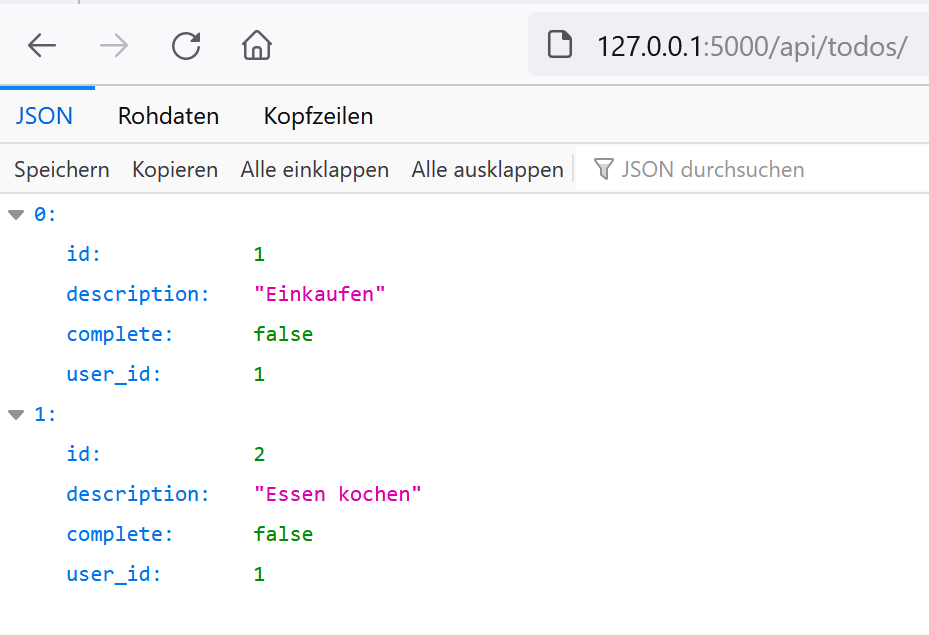 127.0.0.1:5000/api/todos/
JSON Rohdaten Kopfzeilen
Speichern Kopieren Alle einklappen Alle ausklappen JSON durchsuchen
0:
id: 1
description: "Einkaufen"
complete: false
user_id: 1
1:
id: 2
description: "Essen kochen"
complete: false
user_id: 1